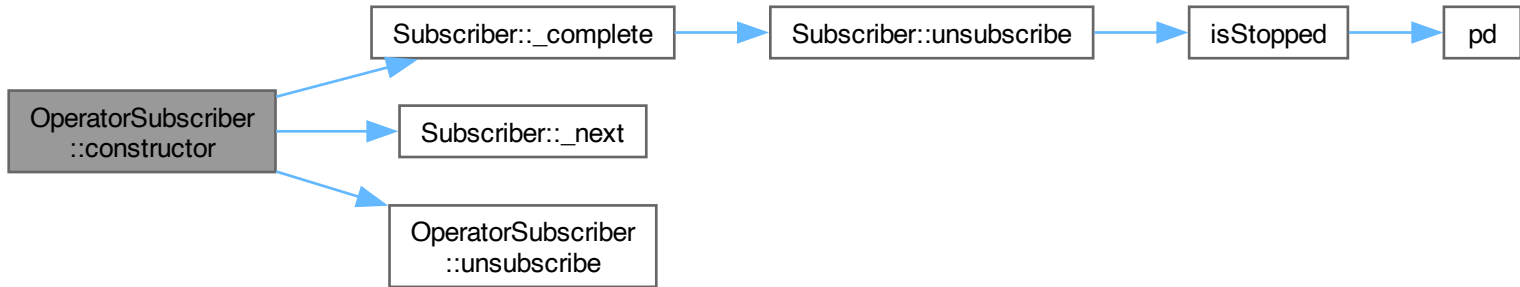 Subscriber::_complete
Subscriber::unsubscribe
isStopped
pd
OperatorSubscriber
::constructor
Subscriber::_next
OperatorSubscriber
::unsubscribe